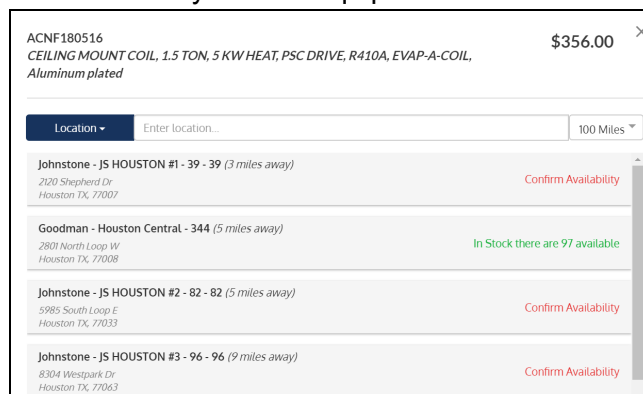 ACNF180516
$356.00
CEILING MOUNT COIL, 1.5 TON, 5 KW HEAT, PSC DRIVE, R410A, EVAP-A-COIL,
Aluminum plated
Location
Enter location...
100 Miles
Johnstone - JS HOUSTON #1 - 39 - 39 (3 miles away)
2120 Shepherd Dr
Confirm Availability
Houston TX, 77007
Goodman - Houston Central - 344 (5 miles away)
2801 North Loop W
In Stock there are 97 available
Houston TX, 77008
Johnstone - JS HOUSTON #2 - 82 - 82 (5 miles away)
5985 South Loop E
Confirm Availability
Houston TX, 77033
Johnstone - JS HOUSTON #3 - 96 - 96 (9 miles away)
8304 Westpark Dr
Confirm Availability
Houston TX, 77063